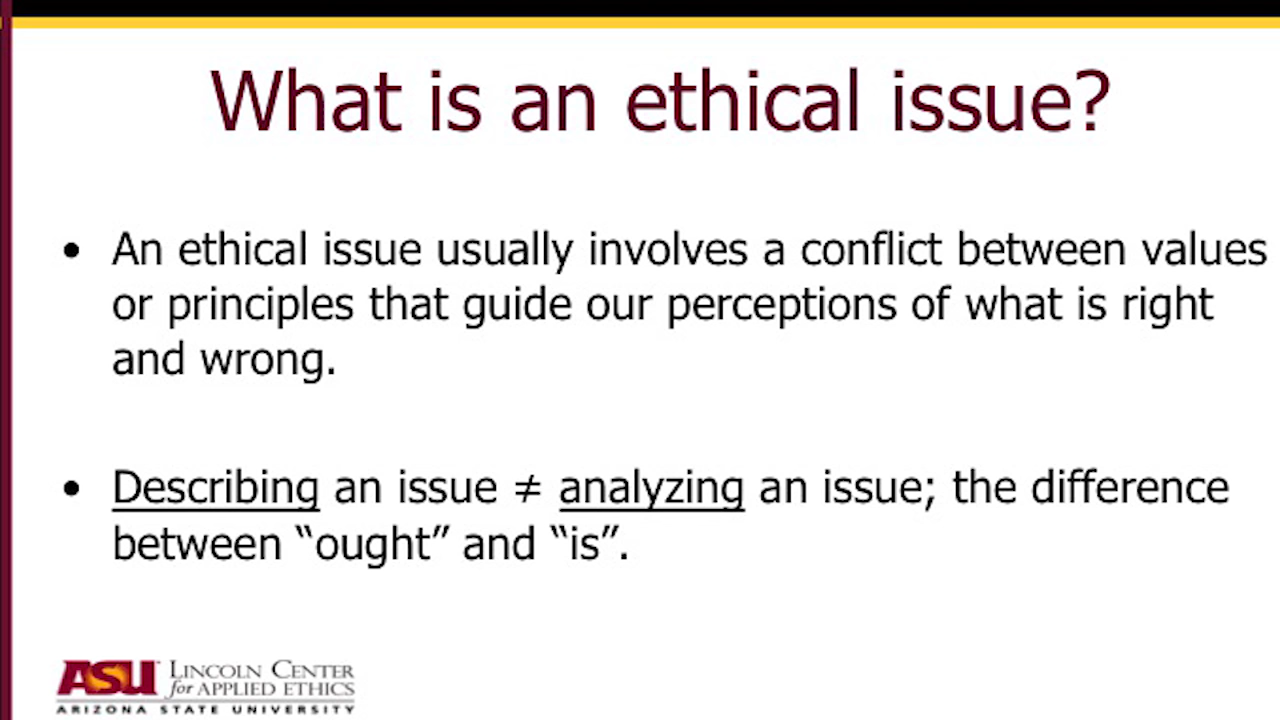 What is an ethical issue?
• An ethical issue usually involves a conflict between values
or principles that guide our perceptions of what is right
and wrong.
• Describing an issue ≠ analyzing an issue; the difference
between “ought” and “is”.
ASU LINCOLN CENTER
for APPLIED ETHICS
ARIZONA STATE UNIVERSITY